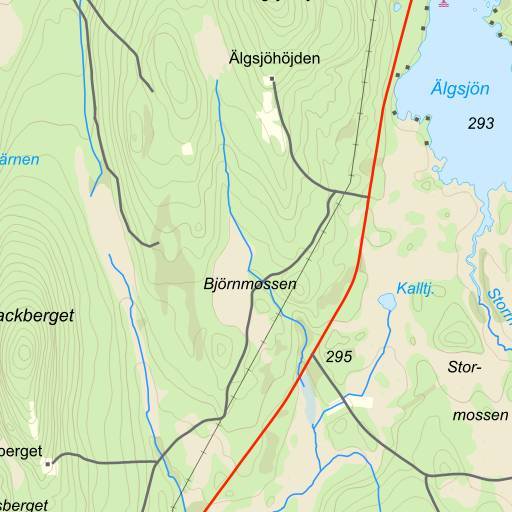 Älgsjöhöjden
Älgsjön
293
ärnen
Björnmossen
Kalltj.
Storm
ackberget
295
Stor-
mossen
berget
sberget